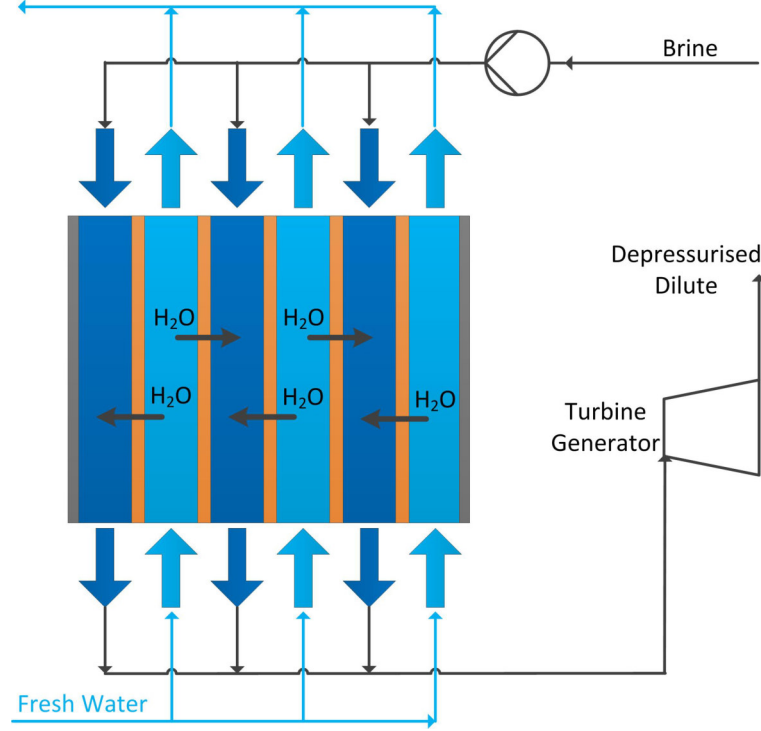 Brine
Depressurised
Dilute
H₂O
H₂O
H₂O
H₂O
H₂O
Turbine
Generator
Fresh Water